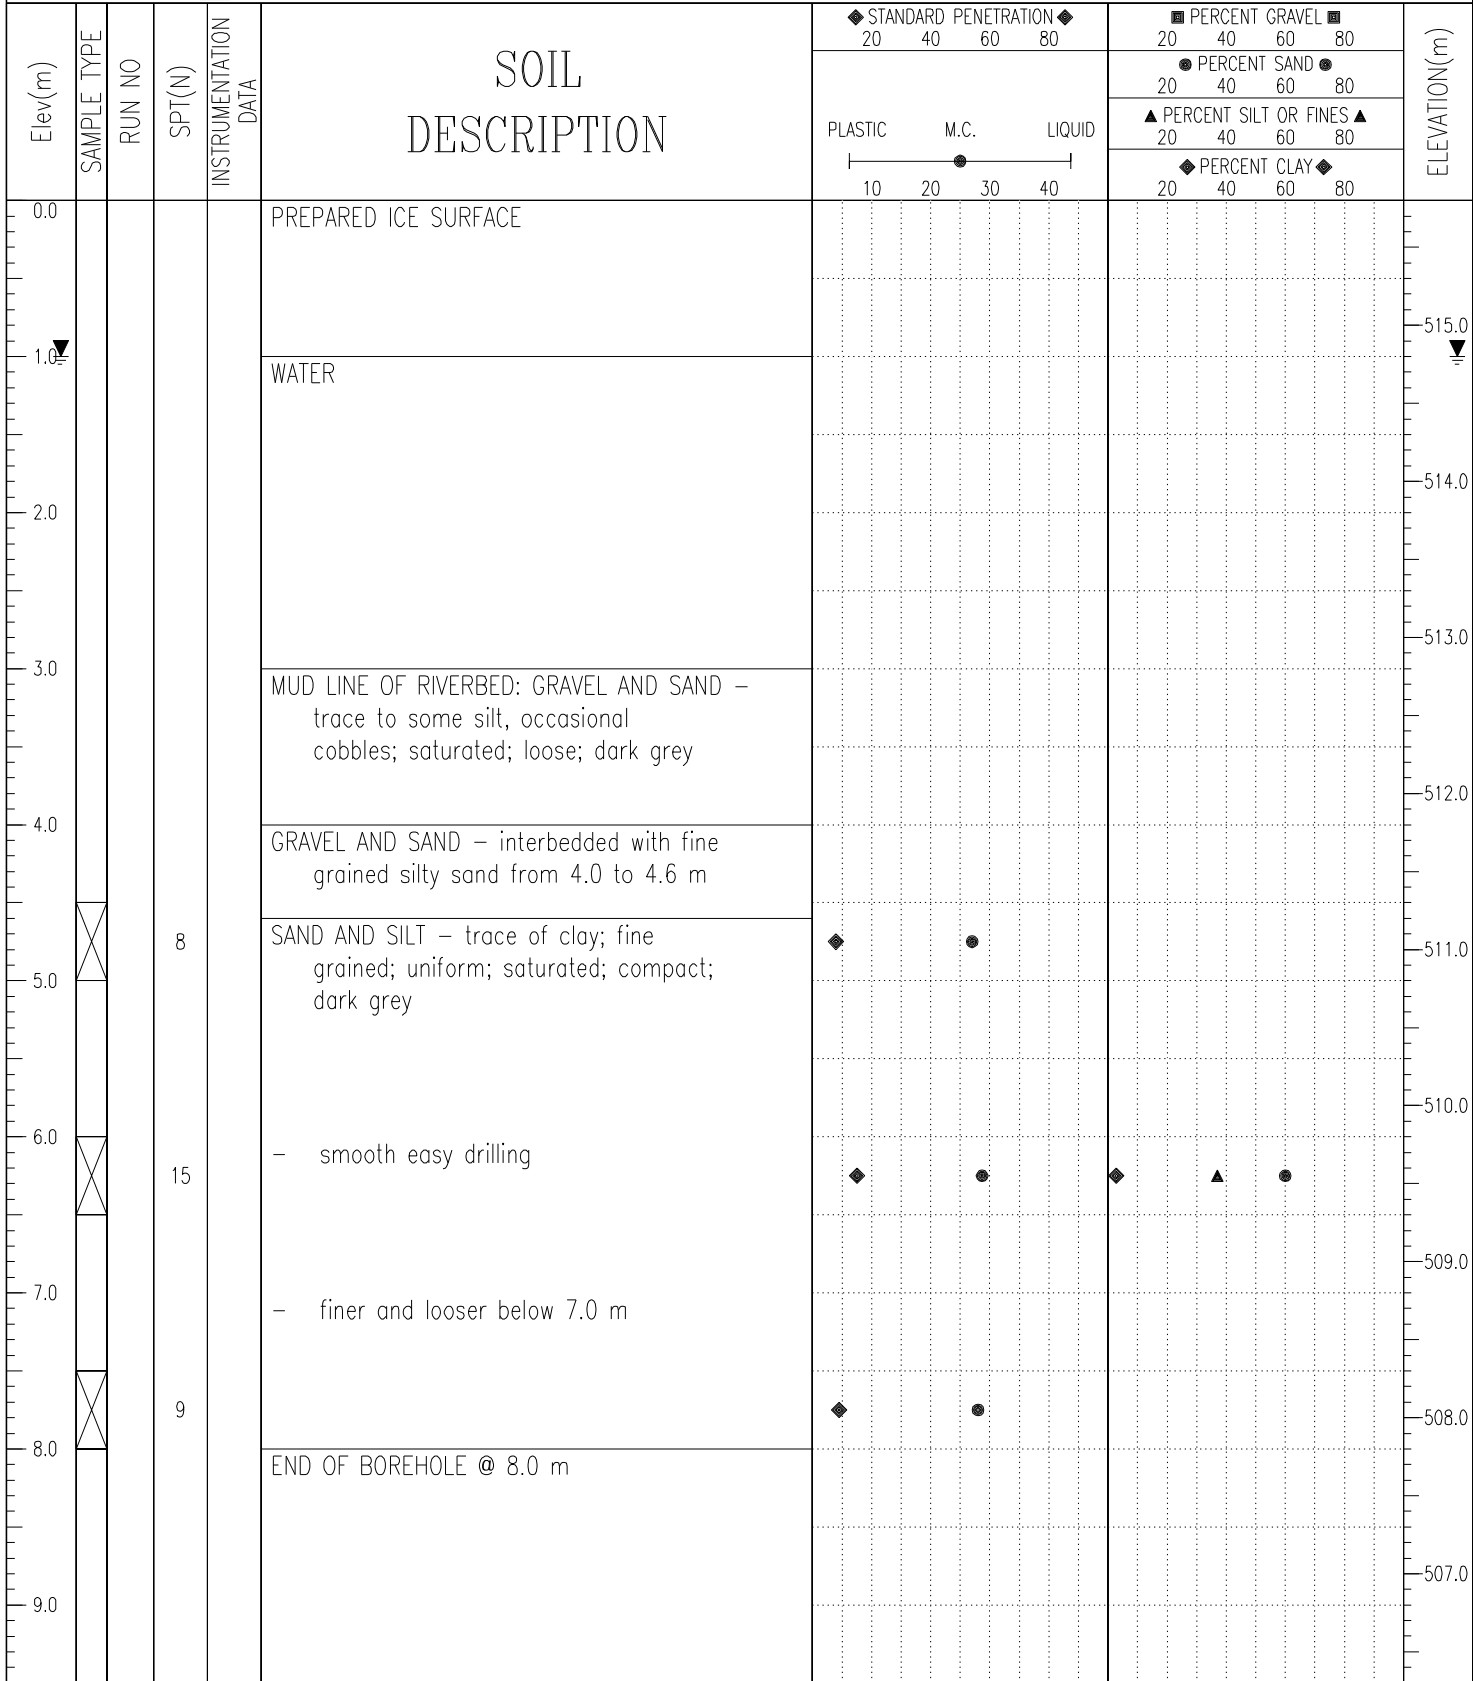 Elev(m)
SAMPLE TYPE
RUN NO
SPT(N)
INSTRUMENTATION
DATA
SOIL
DESCRIPTION
STANDARD PENETRATION
20 40 60 80
PLASTIC M.C. LIQUID
10 20 30 40
PERCENT GRAVEL
20 40 60 80
PERCENT SAND
20 40 60 80
PERCENT SILT OR FINES
20 40 60 80
PERCENT CLAY
20 40 60 80
ELEVATION(m)
0.0
PREPARED ICE SURFACE
515.0
1.0
WATER
514.0
2.0
513.0
3.0
MUD LINE OF RIVERBED: GRAVEL AND SAND –
trace to some silt, occasional
cobbles; saturated; loose; dark grey
512.0
4.0
GRAVEL AND SAND – interbedded with fine
grained silty sand from 4.0 to 4.6 m
8
SAND AND SILT – trace of clay; fine
511.0
grained; uniform; saturated; compact;
5.0
dark grey
510.0
6.0
– smooth easy drilling
15
509.0
7.0
– finer and looser below 7.0 m
9
508.0
8.0
END OF BOREHOLE @ 8.0 m
507.0
9.0